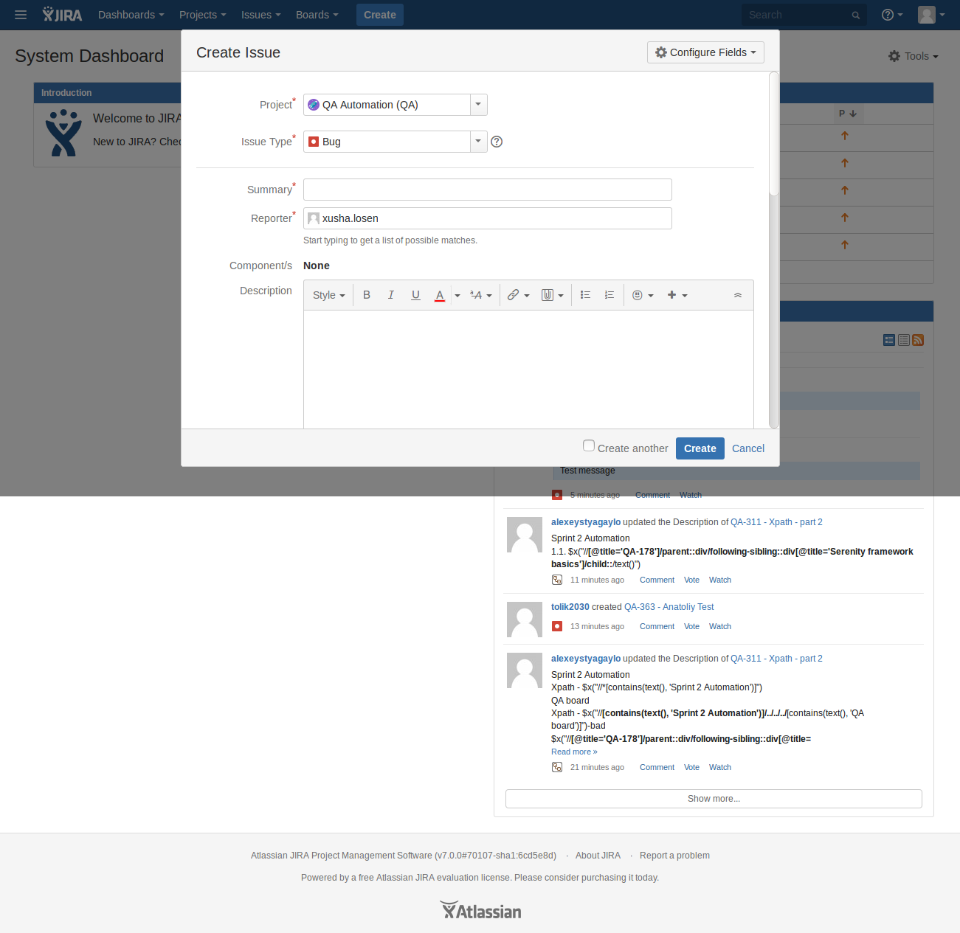 JIRA Dashboards Projects Issues Boards Create Search
System Dashboard
Tools
Create Issue
Configure Fields
Introduction
Welcome to JIRA
New to JIRA? Chec
P
Project* QA Automation (QA)
Issue Type* Bug
Summary*
Reporter* xusha.losen
Start typing to get a list of possible matches.
Component/s None
Description
Style B I U A ªA
Create another Create Cancel
Test message
5 minutes ago Comment Watch
alexeystyagaylo updated the Description of QA-311 - Xpath - part 2
Sprint 2 Automation
1.1. $x("//[@title='QA-178']/parent::div/following-sibling::div[@title='Serenity framework
basics']/child::/text()")
11 minutes ago Comment Vote Watch
tolik2030 created QA-363 - Anatoliy Test
13 minutes ago Comment Vote Watch
alexeystyagaylo updated the Description of QA-311 - Xpath - part 2
Sprint 2 Automation
Xpath - $x("//*[contains(text(), 'Sprint 2 Automation')]")
QA board
Xpath - $x("//[contains(text(), 'Sprint 2 Automation')]/../../../[contains(text(), 'QA
board')]")-bad
$x("//[@title='QA-178']/parent::div/following-sibling::div[@title=
Read more »
21 minutes ago Comment Vote Watch
Show more...
Atlassian JIRA Project Management Software (v7.0.0#70107-sha1:6cd5e8d) · About JIRA · Report a problem
Powered by a free Atlassian JIRA evaluation license. Please consider purchasing it today.
Atlassian